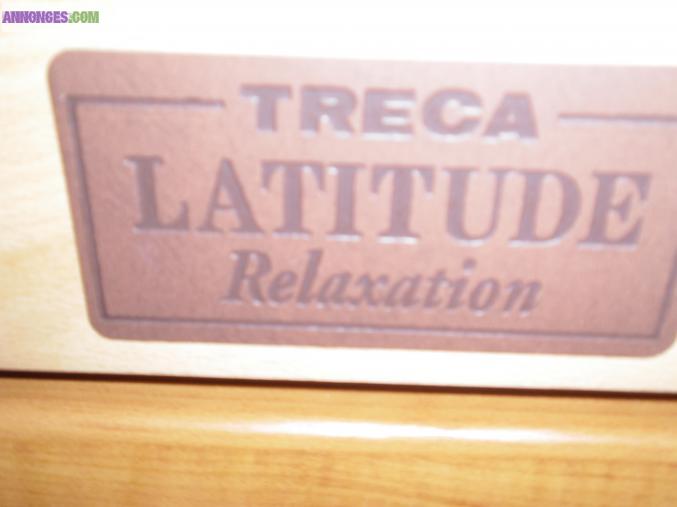 ANNONCES.COM
TRECA
LATITUDE
Relaxation